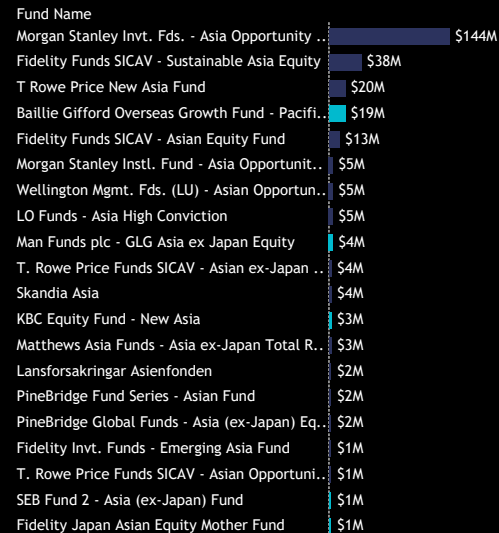 Fund Name
Morgan Stanley Invt. Fds. - Asia Opportunity .. $144M
Fidelity Funds SICAV - Sustainable Asia Equity $38M
T Rowe Price New Asia Fund $20M
Baillie Gifford Overseas Growth Fund - Pacifi.. $19M
Fidelity Funds SICAV - Asian Equity Fund $13M
Morgan Stanley Instl. Fund - Asia Opportunit.. $5M
Wellington Mgmt. Fds. (LU) - Asian Opportun.. $5M
LO Funds - Asia High Conviction $5M
Man Funds plc - GLG Asia ex Japan Equity $4M
T. Rowe Price Funds SICAV - Asian ex-Japan .. $4M
Skandia Asia $4M
KBC Equity Fund - New Asia $3M
Matthews Asia Funds - Asia ex-Japan Total R.. $3M
Lansforsakringar Asienfonden $2M
PineBridge Fund Series - Asian Fund $2M
PineBridge Global Funds - Asia (ex-Japan) Eq.. $2M
Fidelity Invt. Funds - Emerging Asia Fund $1M
T. Rowe Price Funds SICAV - Asian Opportuni.. $1M
SEB Fund 2 - Asia (ex-Japan) Fund $1M
Fidelity Japan Asian Equity Mother Fund $1M